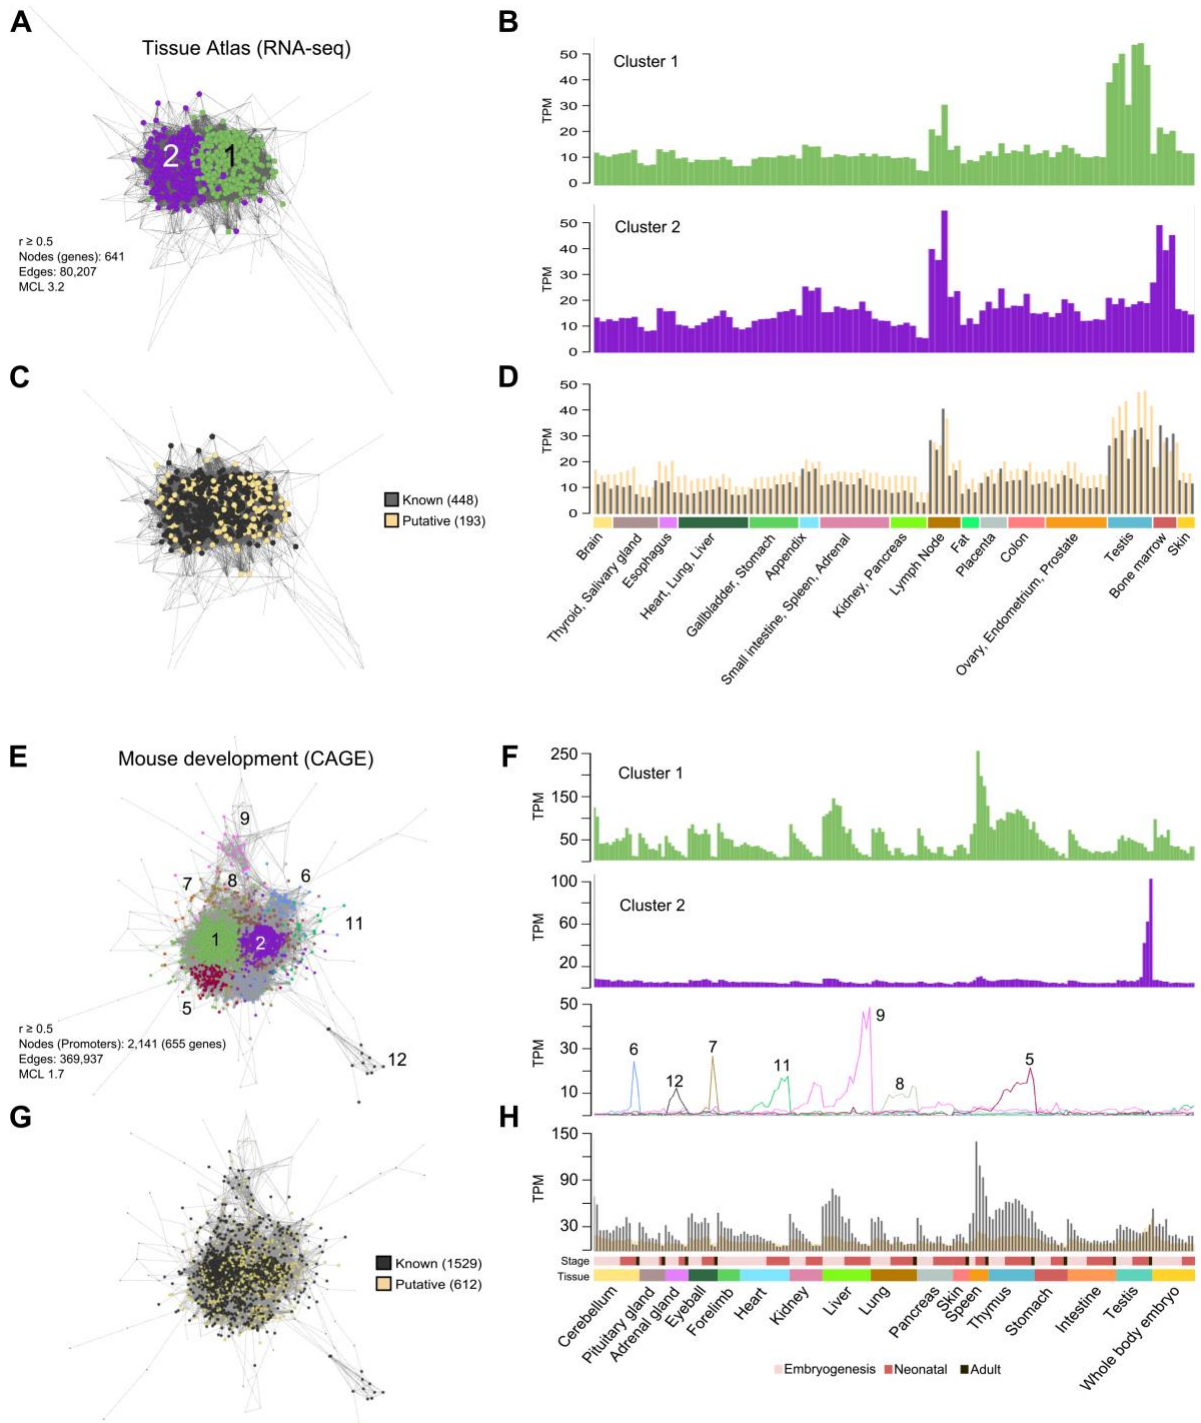 A
Tissue Atlas (RNA-seq)
2
1
r ≥ 0.5
Nodes (genes): 641
Edges: 80,207
MCL 3.2
B
Cluster 1
TPM
50
40
30
20
10
0
Cluster 2
TPM
50
40
30
20
10
0
C
Known (448)
Putative (193)
D
TPM
50
40
30
20
10
0
Brain
Thyroid, Salivary gland
Esophagus
Heart, Lung, Liver
Gallbladder, Stomach
Appendix
Small intestine, Spleen, Adrenal
Kidney, Pancreas
Lymph Node
Fat
Placenta
Colon
Ovary, Endometrium, Prostate
Testis
Bone marrow
Skin
E
Mouse development (CAGE)
9
7
8
6
11
1
2
5
12
r ≥ 0.5
Nodes (Promoters): 2,141 (655 genes)
Edges: 369,937
MCL 1.7
F
Cluster 1
TPM
250
150
50
Cluster 2
TPM
100
60
20
TPM
50
30
10
6
12
7
11
9
8
5
G
Known (1529)
Putative (612)
H
TPM
150
90
30
Stage
Tissue
Cerebellum
Pituitary gland
Adrenal gland
Eyeball
Forelimb
Heart
Kidney
Liver
Lung
Pancreas
Skin
Speen
Thymus
Stomach
Intestine
Testis
Whole body embryo
Embryogenesis
Neonatal
Adult